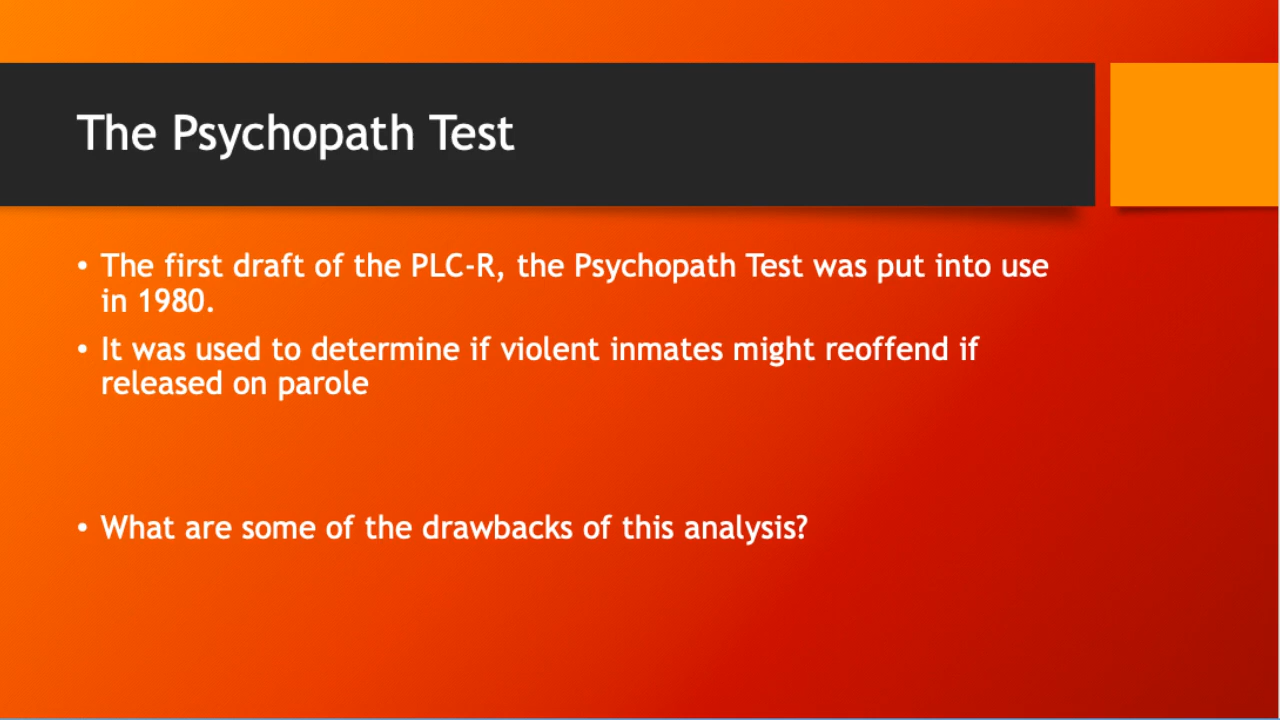 The Psychopath Test
• The first draft of the PLC-R, the Psychopath Test was put into use
in 1980.
• It was used to determine if violent inmates might reoffend if
released on parole
• What are some of the drawbacks of this analysis?